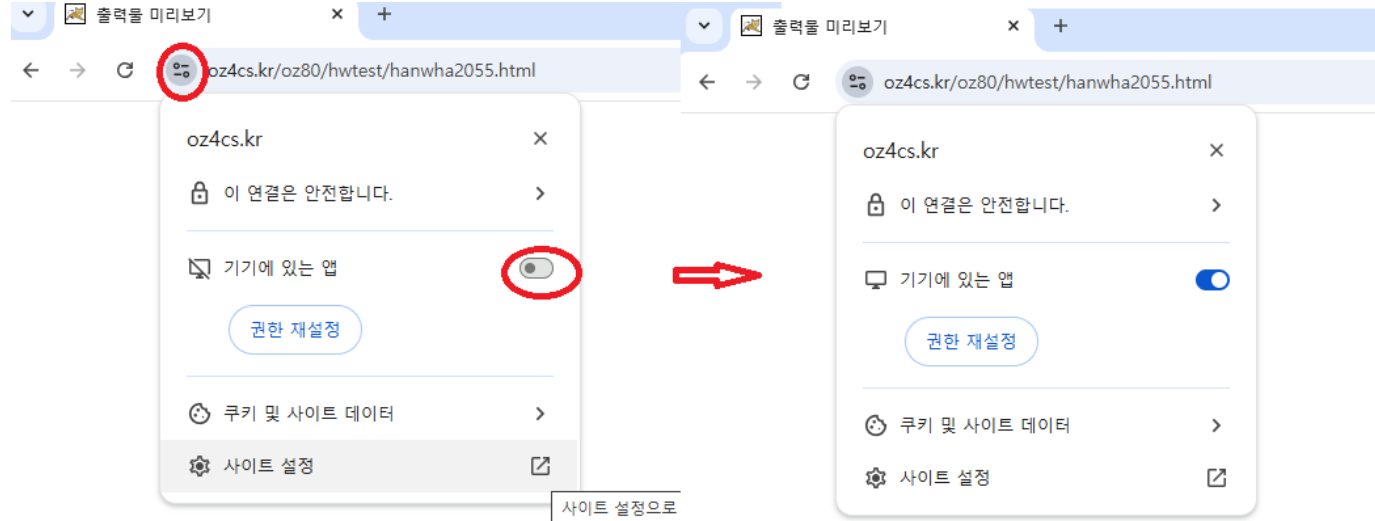 출력물 미리보기
oz4cs.kr/oz80/hwtest/hanwha2055.html
oz4cs.kr
이 연결은 안전합니다.
기기에 있는 앱
권한 재설정
쿠키 및 사이트 데이터
사이트 설정
사이트 설정으로
출력물 미리보기
oz4cs.kr/oz80/hwtest/hanwha2055.html
oz4cs.kr
이 연결은 안전합니다.
기기에 있는 앱
권한 재설정
쿠키 및 사이트 데이터
사이트 설정